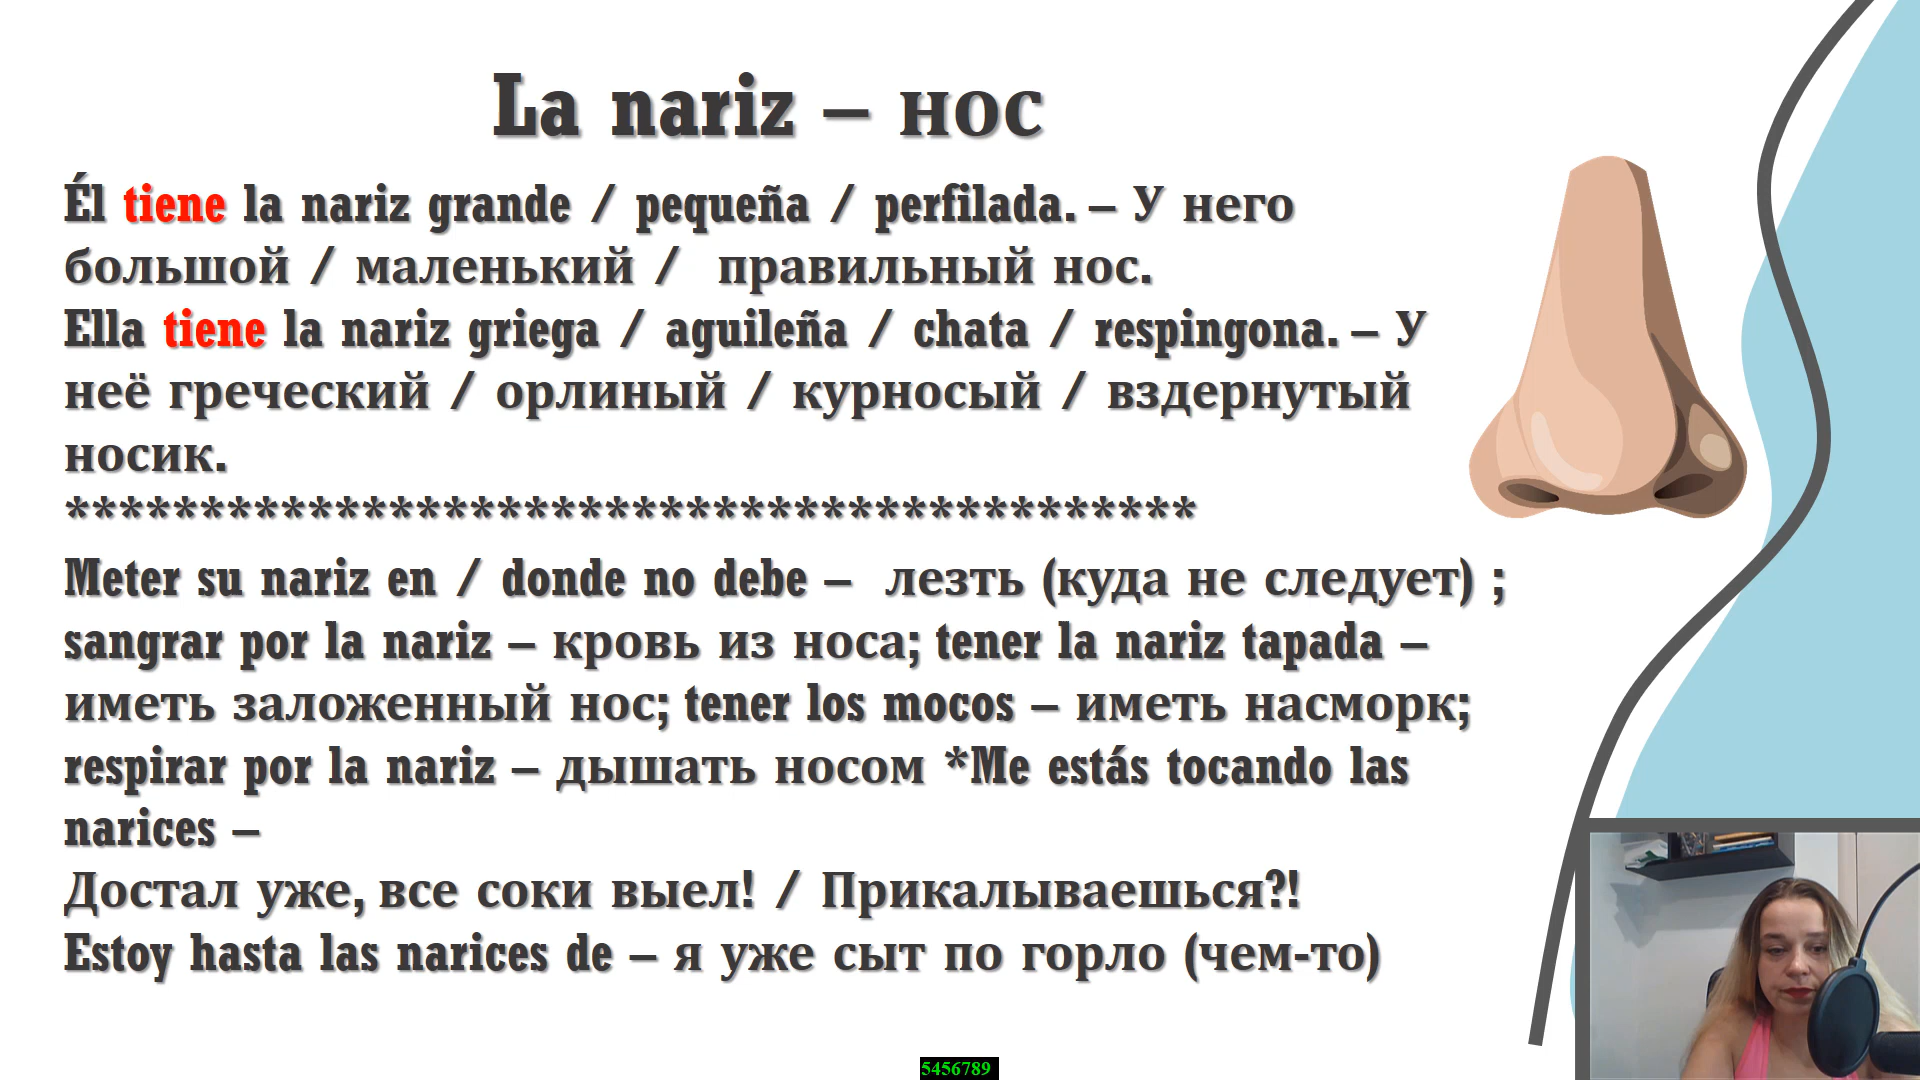 La nariz – нос
Él tiene la nariz grande / pequeña / perfilada. – У него
большой / маленький / правильный нос.
Ella tiene la nariz griega / aguileña / chata / respingona. – У
неё греческий / орлиный / курносый / вздернутый
носик.
******************************************
Meter su nariz en / donde no debe – лезть (куда не следует) ;
sangrar por la nariz – кровь из носа; tener la nariz tapada –
иметь заложенный нос; tener los mocos – иметь насморк;
respirar por la nariz – дышать носом *Me estás tocando las
narices –
Достал уже, все соки выел! / Прикалываешься?!
Estoy hasta las narices de – я уже сыт по горло (чем-то)
5456789